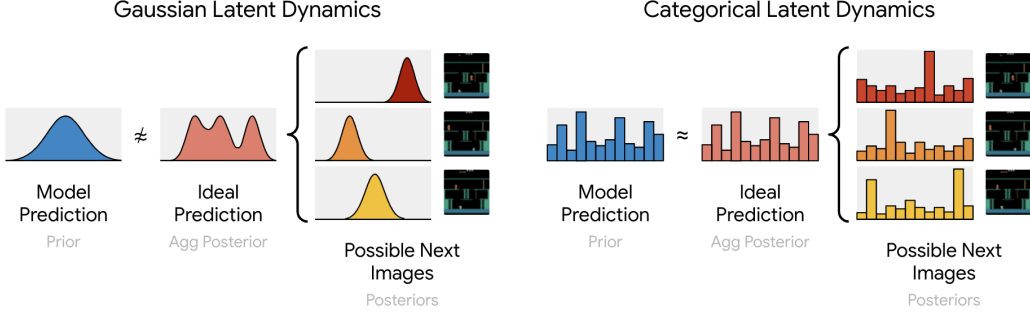 Gaussian Latent Dynamics
≉
Model
Prediction
Prior
Ideal
Prediction
Agg Posterior
Possible Next
Images
Posteriors
Categorical Latent Dynamics
≈
Model
Prediction
Prior
Ideal
Prediction
Agg Posterior
Possible Next
Images
Posteriors